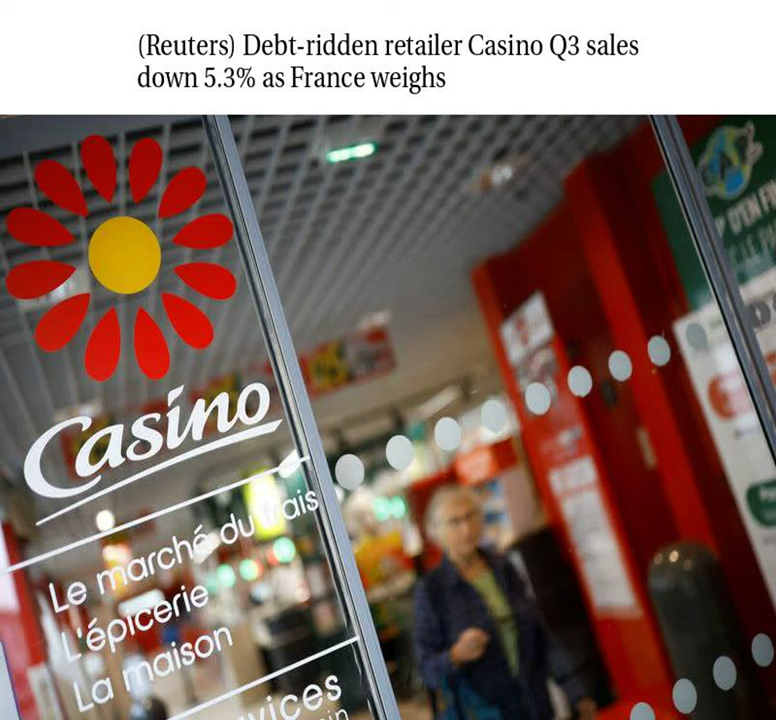 (Reuters) Debt-ridden retailer Casino Q3 sales
down 5.3% as France weighs
Casino
Le marché du frais
L'épicerie
La maison